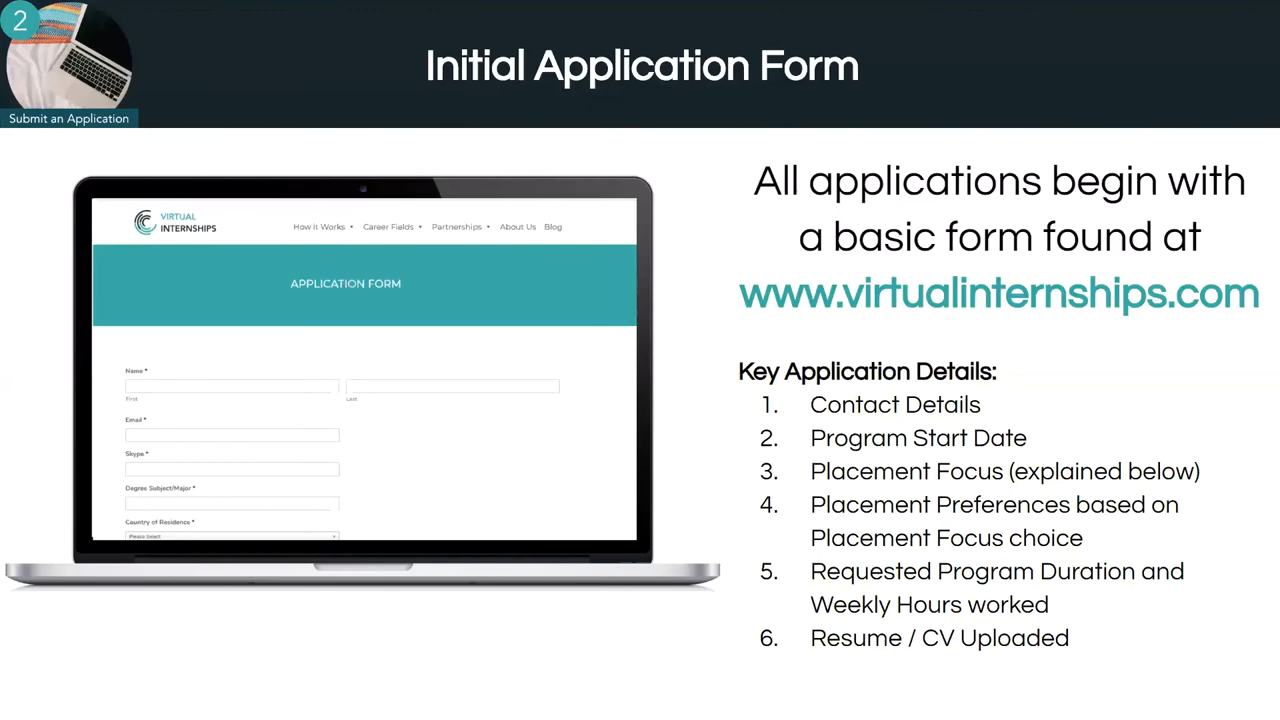 2
Submit an Application
Initial Application Form
VIRTUAL
INTERNSHIPS
How it Works
Career Fields
Partnerships
About Us
Blog
APPLICATION FORM
Name *
First
Last
Email *
Skype *
Degree Subject/Major *
Country of Residence *
Please Select
All applications begin with
a basic form found at
www.virtualinternships.com
Key Application Details:
1. Contact Details
2. Program Start Date
3. Placement Focus (explained below)
4. Placement Preferences based on
Placement Focus choice
5. Requested Program Duration and
Weekly Hours worked
6. Resume / CV Uploaded